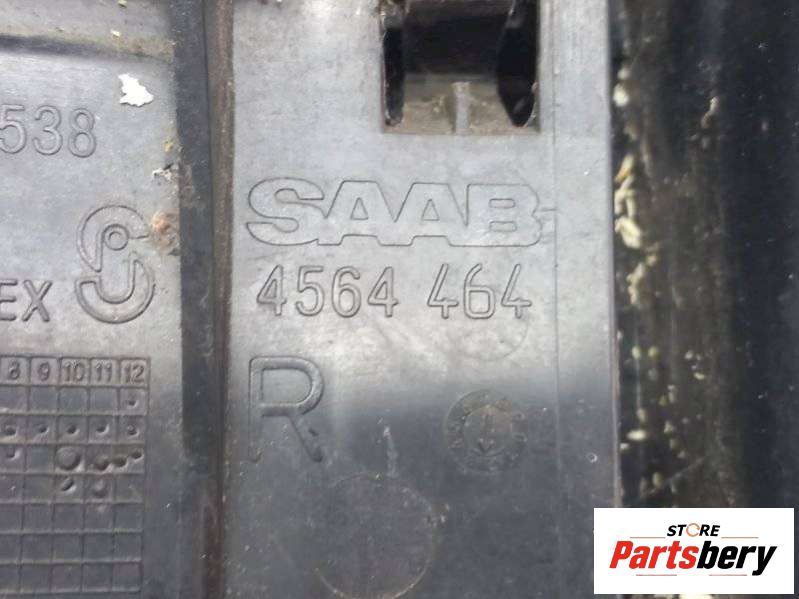 538
SAAB
4564 464
EX
R
8 9 10 11 12
STORE
Partsbery